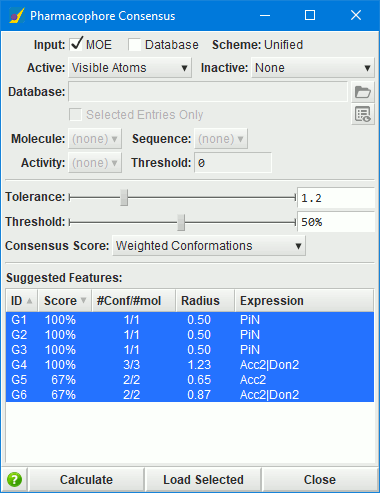 Pharmacophore Consensus
Input: MOE Database Scheme: Unified
Active: Visible Atoms Inactive: None
Database:
Selected Entries Only
Molecule: (none) Sequence: (none)
Activity: (none) Threshold: 0
Tolerance: 1.2
Threshold: 50%
Consensus Score: Weighted Conformations
Suggested Features:
ID Score #Conf/#mol Radius Expression
G1 100% 1/1 0.50 PiN
G2 100% 1/1 0.50 PiN
G3 100% 1/1 0.50 PiN
G4 100% 3/3 1.23 Acc2|Don2
G5 67% 2/2 0.65 Acc2
G6 67% 2/2 0.87 Acc2|Don2
? Calculate Load Selected Close